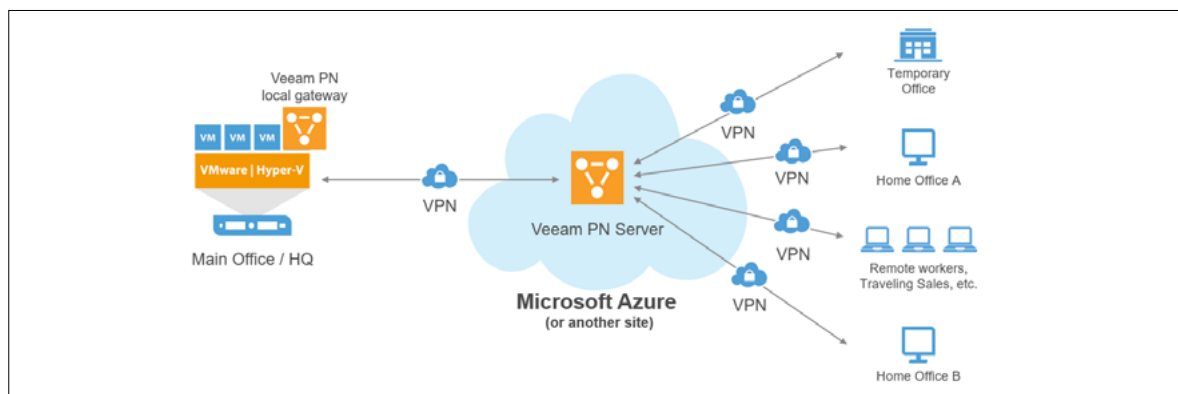 Veeam PN
local gateway
VM VM VM
VMware | Hyper-V
VPN
Main Office / HQ
Veeam PN Server
Microsoft Azure
(or another site)
VPN
VPN
VPN
VPN
Temporary
Office
Home Office A
Remote workers,
Traveling Sales, etc.
Home Office B